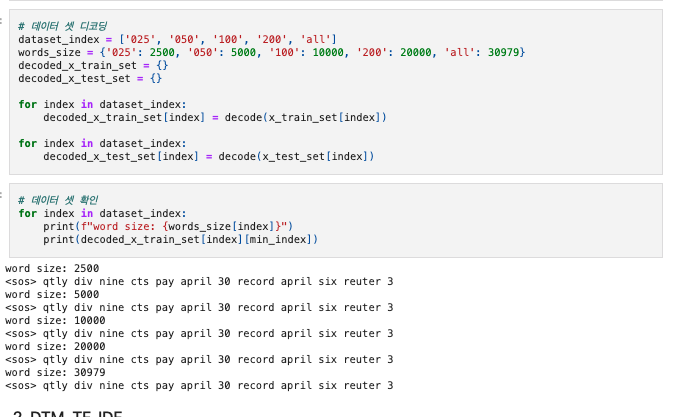 # 데이터 셋 디코딩
dataset_index = ['025', '050', '100', '200', 'all']
words_size = {'025': 2500, '050': 5000, '100': 10000, '200': 20000, 'all': 30979}
decoded_x_train_set = {}
decoded_x_test_set = {}
for index in dataset_index:
    decoded_x_train_set[index] = decode(x_train_set[index])
for index in dataset_index:
    decoded_x_test_set[index] = decode(x_test_set[index])
# 데이터 셋 확인
for index in dataset_index:
    print(f"word size: {words_size[index]}")
    print(decoded_x_train_set[index][min_index])
word size: 2500
<sos> qtly div nine cts pay april 30 record april six reuter 3
word size: 5000
<sos> qtly div nine cts pay april 30 record april six reuter 3
word size: 10000
<sos> qtly div nine cts pay april 30 record april six reuter 3
word size: 20000
<sos> qtly div nine cts pay april 30 record april six reuter 3
word size: 30979
<sos> qtly div nine cts pay april 30 record april six reuter 3